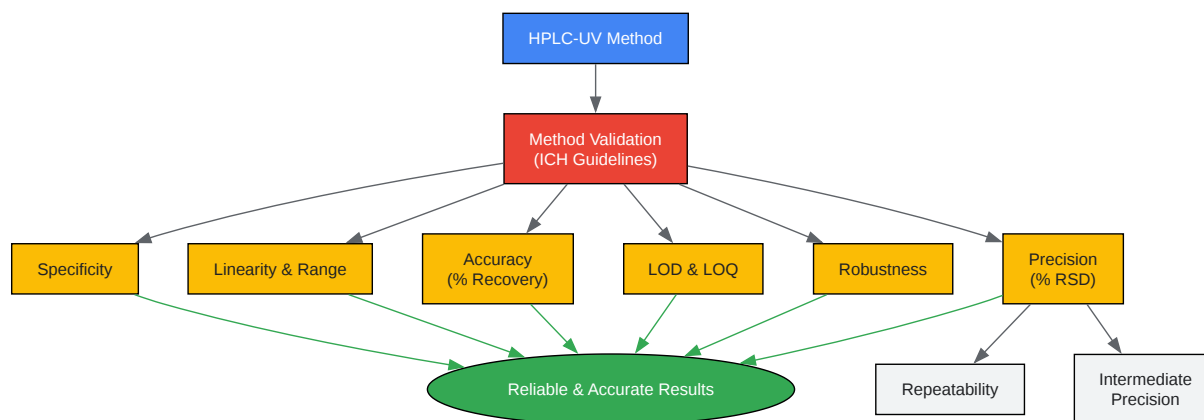 HPLC-UV Method
Method Validation
(ICH Guidelines)
Specificity
Linearity & Range
Accuracy
(% Recovery)
LOD & LOQ
Robustness
Precision
(% RSD)
Reliable & Accurate Results
Repeatability
Intermediate
Precision